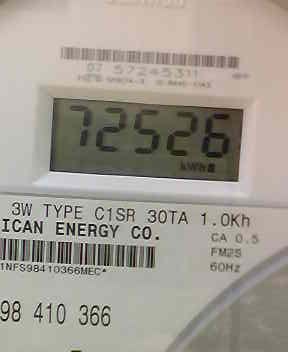 57245311
72526
kWh
3W TYPE C1SR 30TA 1.0Kh
ICAN ENERGY CO.
CA 0.5
FM2S
60Hz
1NFS98410366MEC*
98 410 366